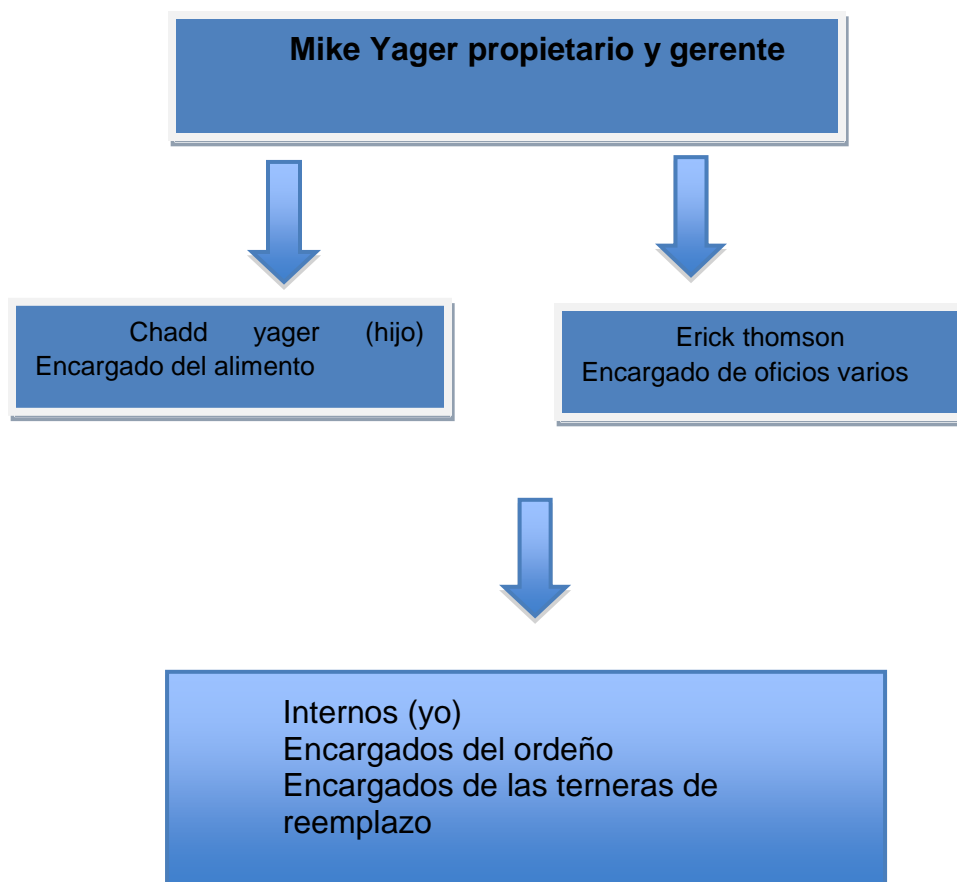 Mike Yager propietario y gerente
Chadd yager (hijo)
Encargado del alimento
Erick thomson
Encargado de oficios varios
Internos (yo)
Encargados del ordeño
Encargados de las terneras de
reemplazo